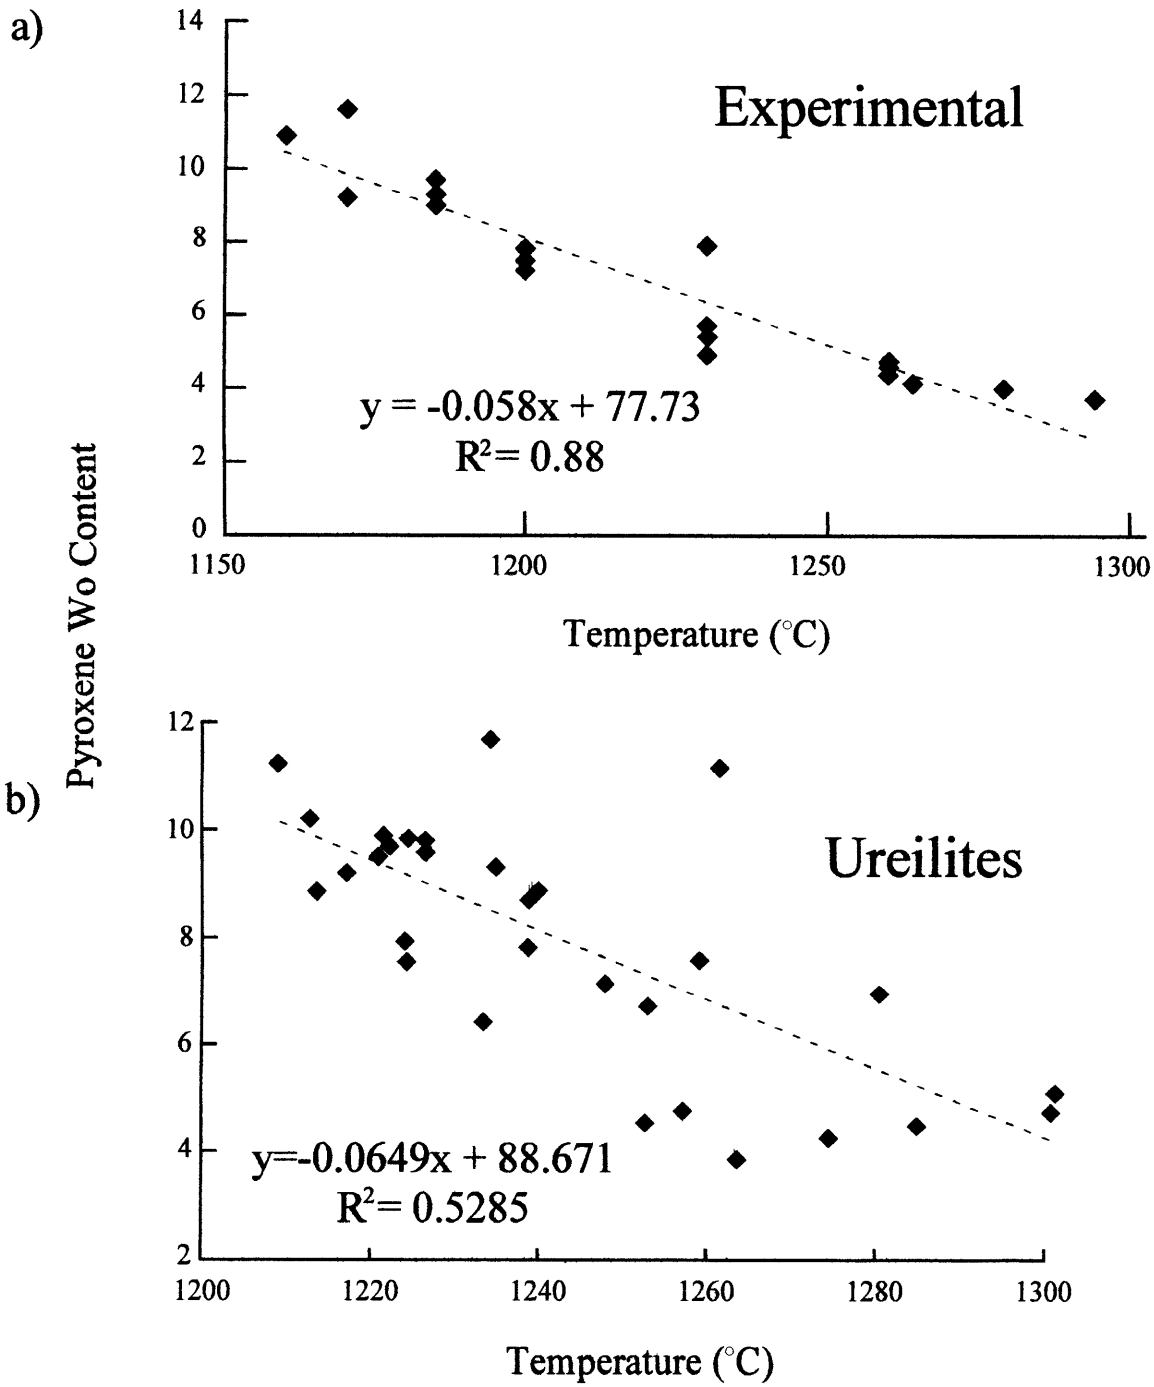 a)
14
12
10
8
6
4
2
0
Experimental
y = -0.058x + 77.73
R²= 0.88
1150 1200 1250 1300
Temperature (°C)
Pyroxene Wo Content
b)
12
10
8
6
4
2
Ureilites
y=-0.0649x + 88.671
R²= 0.5285
1200 1220 1240 1260 1280 1300
Temperature (°C)